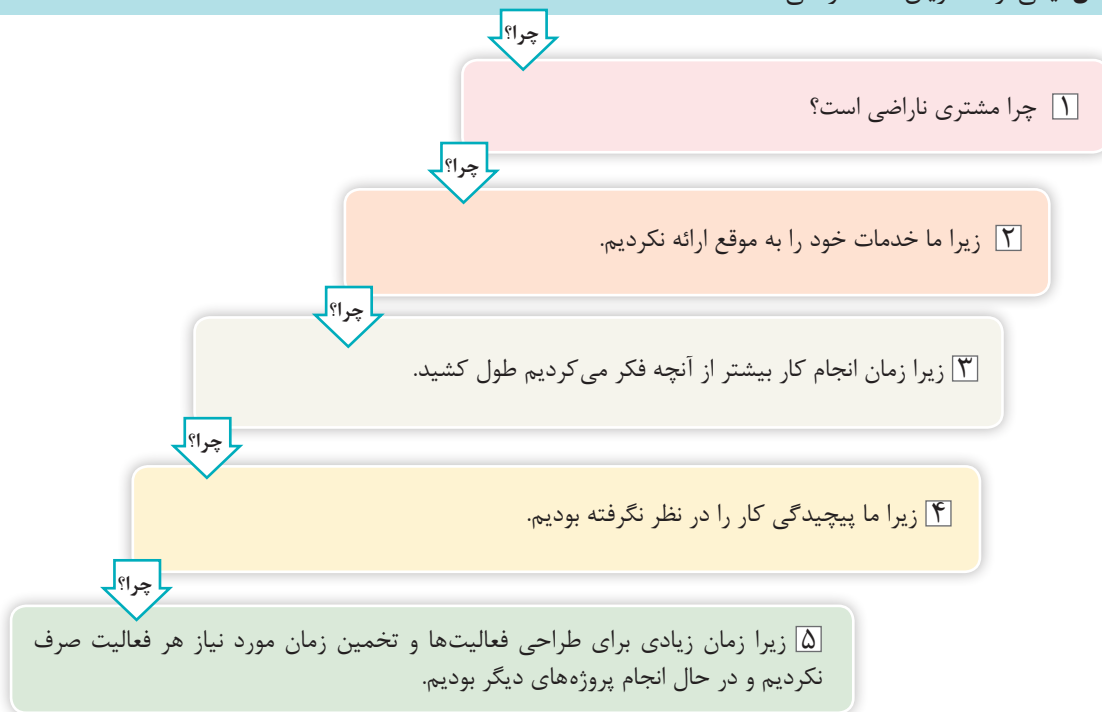 چرا؟
۱ چرا مشتری ناراضی است؟
چرا؟
۲ زیرا ما خدمات خود را به موقع ارائه نکردیم.
چرا؟
۳ زیرا زمان انجام کار بیشتر از آنچه فکر می‌کردیم طول کشید.
چرا؟
۴ زیرا ما پیچیدگی کار را در نظر نگرفته بودیم.
چرا؟
۵ زیرا زمان زیادی برای طراحی فعالیت‌ها و تخمین زمان مورد نیاز هر فعالیت صرف
نکردیم و در حال انجام پروژه‌های دیگر بودیم.